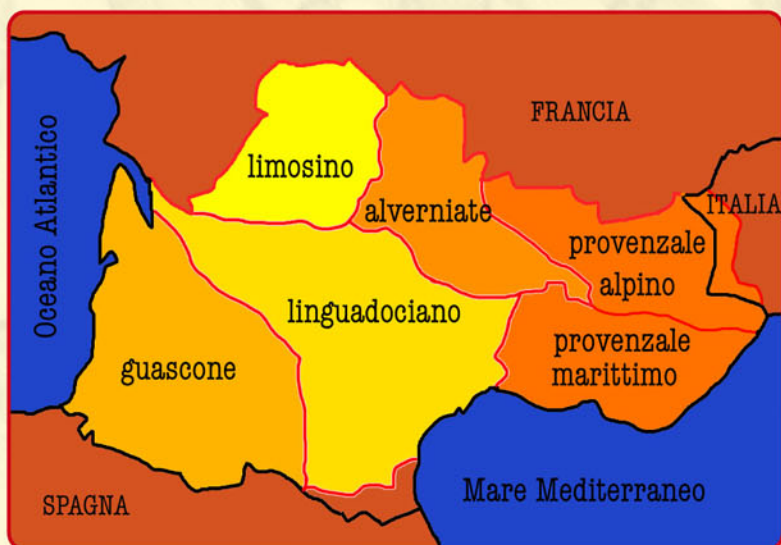 Oceano Atlantico
FRANCIA
limosino
alverniate
ITALIA
provenzale
alpino
linguadociano
guascone
provenzale
marittimo
SPAGNA
Mare Mediterraneo